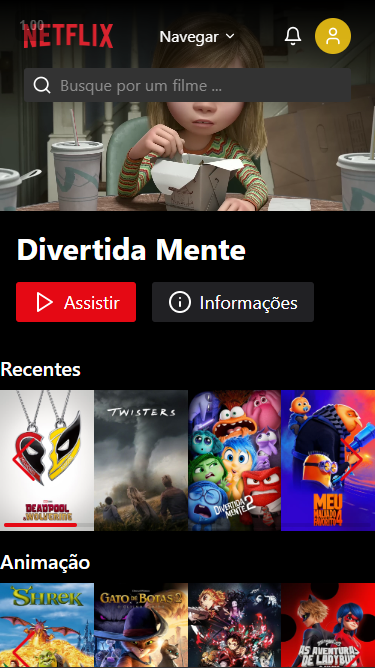 1.00
NETFLIX
Navegar
Busque por um filme ...
Divertida Mente
Assistir
Informações
Recentes
TWISTERS
DEADPOOL
& WOLVERINE
DIVERTIDA
MENTE 2
MEU
MALVADO
FAVORITO 4
Animação
SHREK
GATO DE BOTAS 2
AS AVENTURAS
DE LADYBUG